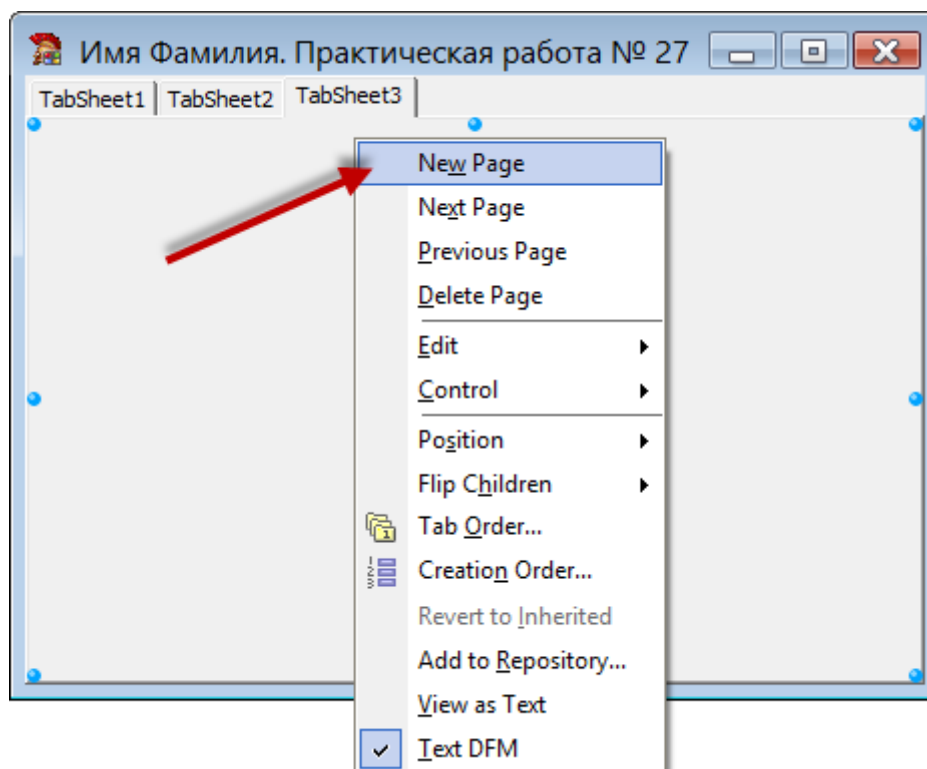 Имя Фамилия. Практическая работа № 27
TabSheet1 TabSheet2 TabSheet3
New Page
Next Page
Previous Page
Delete Page
Edit
Control
Position
Flip Children
Tab Order...
Creation Order...
Revert to Inherited
Add to Repository...
View as Text
Text DFM